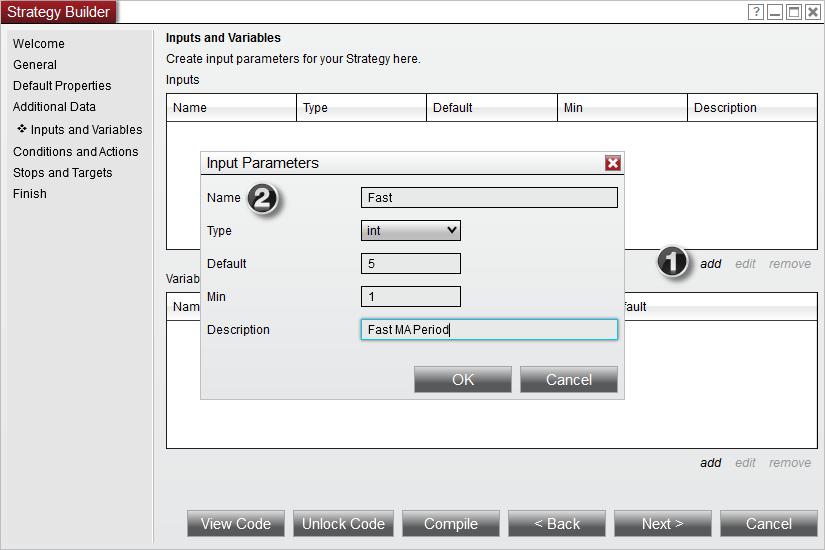 Strategy Builder
?
Welcome
General
Default Properties
Additional Data
Inputs and Variables
Conditions and Actions
Stops and Targets
Finish
Inputs and Variables
Create input parameters for your Strategy here.
Inputs
Name Type Default Min Description
Input Parameters
Name 2 Fast
Type int
Default 5
Min 1
Description Fast MA Period
OK Cancel
1 add edit remove
Variab
Nam fault
add edit remove
View Code Unlock Code Compile < Back Next > Cancel